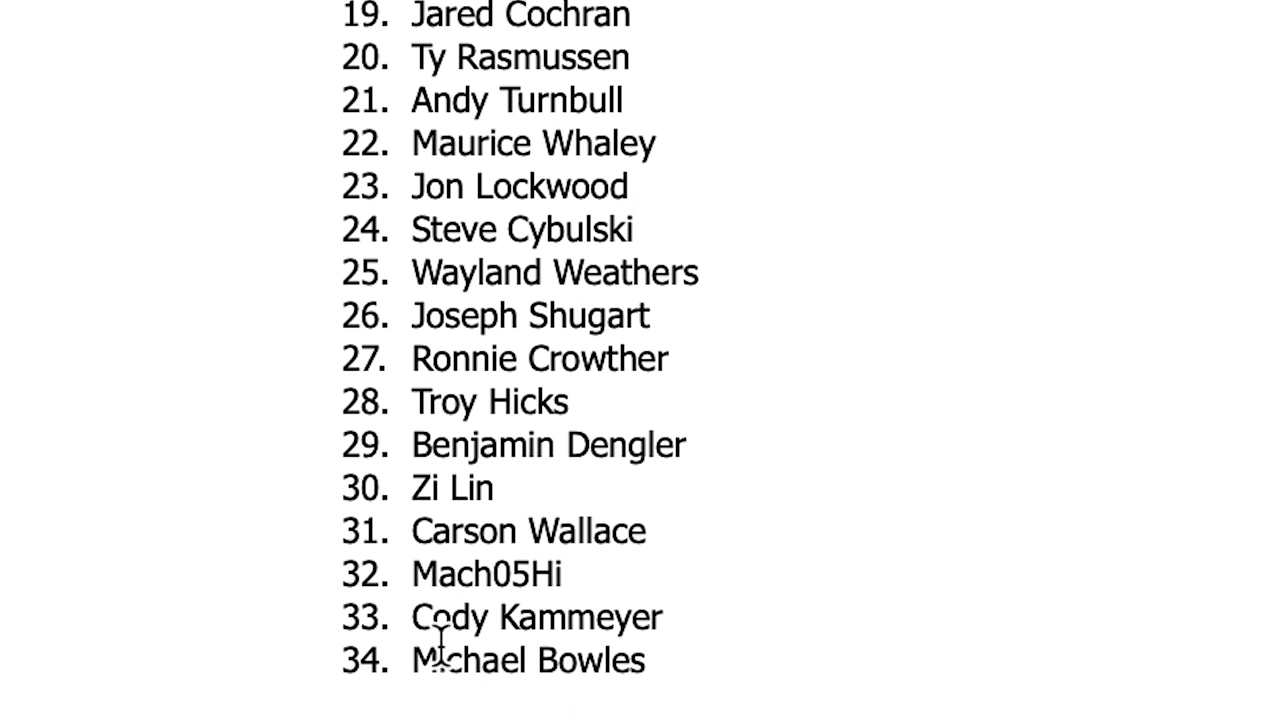 19. Jared Cochran
20. Ty Rasmussen
21. Andy Turnbull
22. Maurice Whaley
23. Jon Lockwood
24. Steve Cybulski
25. Wayland Weathers
26. Joseph Shugart
27. Ronnie Crowther
28. Troy Hicks
29. Benjamin Dengler
30. Zi Lin
31. Carson Wallace
32. Mach05Hi
33. Cody Kammeyer
34. Michael Bowles